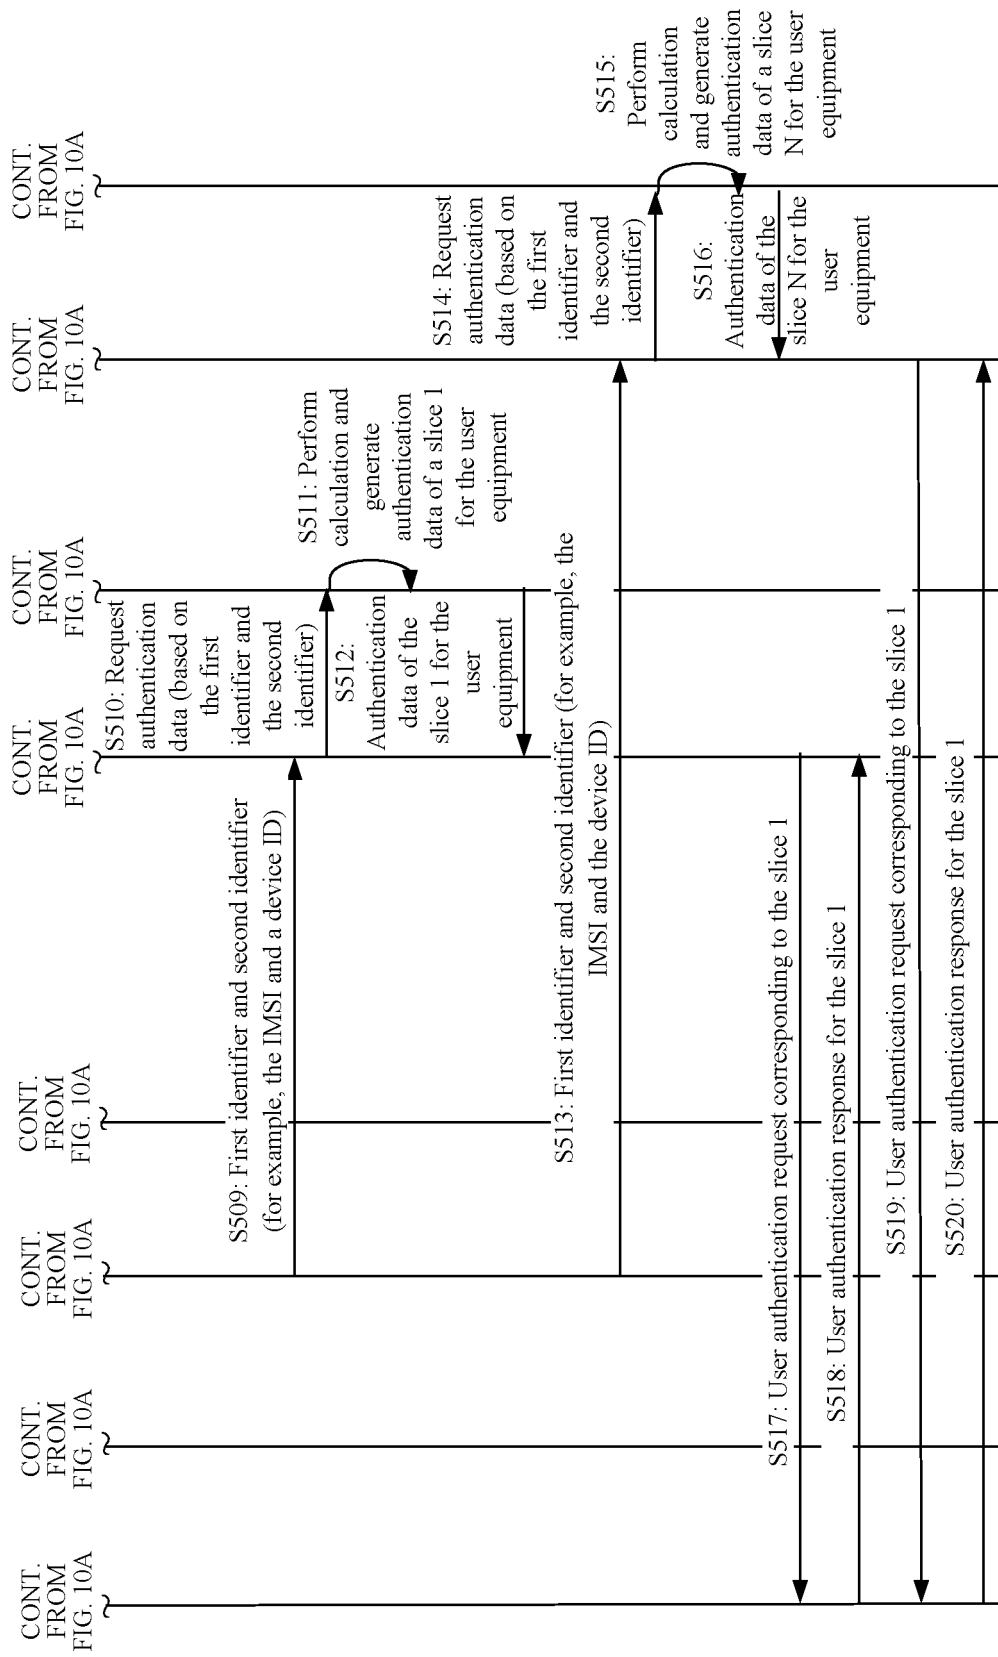 CONT.
FROM
FIG. 10A
CONT.
FROM
FIG. 10A
CONT.
FROM
FIG. 10A
CONT.
FROM
FIG. 10A
CONT.
FROM
FIG. 10A
CONT.
FROM
FIG. 10A
CONT.
FROM
FIG. 10A
CONT.
FROM
FIG. 10A
S509: First identifier and second identifier
(for example, the IMSI and a device ID)
S510: Request
authentication
data (based on
the first
identifier and
the second
identifier)
S511: Perform
calculation and
generate
authentication
data of a slice 1
for the user
equipment
S512:
Authentication
data of the
slice 1 for the
user
equipment
S513: First identifier and second identifier (for example, the
IMSI and the device ID)
S514: Request
authentication
data (based on
the first
identifier and
the second
identifier)
S515:
Perform
calculation
and generate
authentication
data of a slice
N for the user
equipment
S516:
Authentication
data of the
slice N for the
user
equipment
S517: User authentication request corresponding to the slice 1
S518: User authentication response for the slice 1
S519: User authentication request corresponding to the slice 1
S520: User authentication response for the slice 1